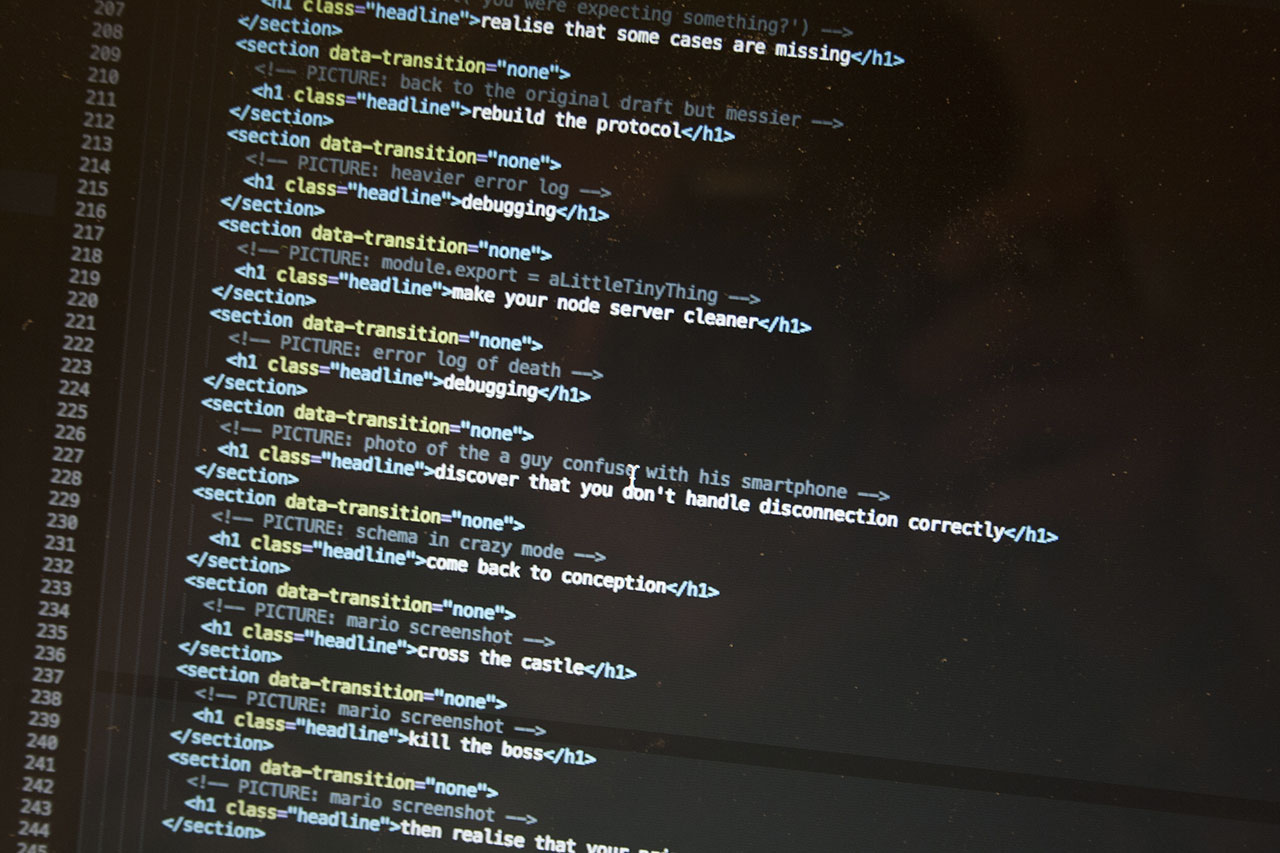 207
208
209
210
211
212
213
214
215
216
217
218
219
220
221
222
223
224
225
226
227
228
229
230
231
232
233
234
235
236
237
238
239
240
241
242
243
244
245
you were expecting something?') -->
<h1 class="headline">realise that some cases are missing</h1>
</section>
<section data-transition="none">
<!-- PICTURE: back to the original draft but messier -->
<h1 class="headline">rebuild the protocol</h1>
</section>
<section data-transition="none">
<!-- PICTURE: heavier error log -->
<h1 class="headline">debugging</h1>
</section>
<section data-transition="none">
<!-- PICTURE: module.export = aLittleTinyThing -->
<h1 class="headline">make your node server cleaner</h1>
</section>
<section data-transition="none">
<!-- PICTURE: error log of death -->
<h1 class="headline">debugging</h1>
</section>
<section data-transition="none">
<!-- PICTURE: photo of the a guy confuse with his smartphone -->
<h1 class="headline">discover that you don't handle disconnection correctly</h1>
</section>
<section data-transition="none">
<!-- PICTURE: schema in crazy mode -->
<h1 class="headline">come back to conception</h1>
</section>
<section data-transition="none">
<!-- PICTURE: mario screenshot -->
<h1 class="headline">cross the castle</h1>
</section>
<section data-transition="none">
<!-- PICTURE: mario screenshot -->
<h1 class="headline">kill the boss</h1>
</section>
<section data-transition="none">
<!-- PICTURE: mario screenshot -->
<h1 class="headline">then realise that your
</section>